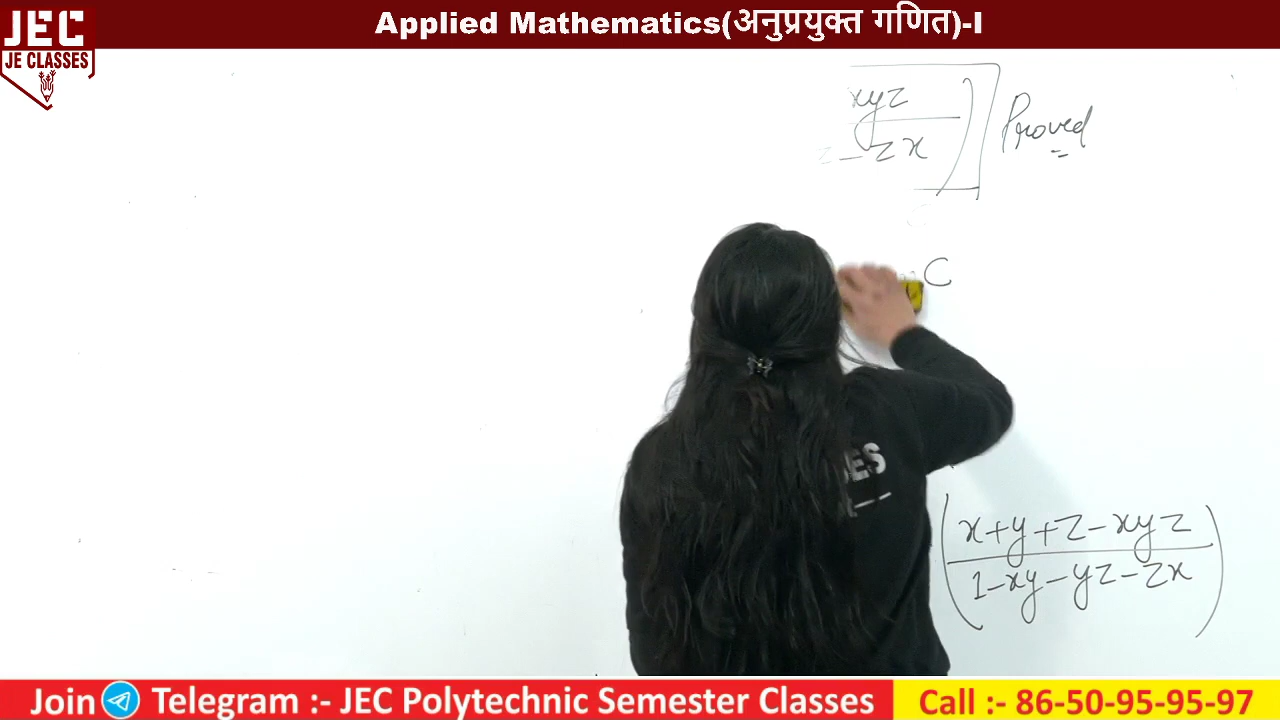 Applied Mathematics(अनुप्रयुक्त गणित)-I
JEC
JE CLASSES
xyz
- zx
Proved
C
ES
x+y+z-xyz
1-xy-yz-zx
Join Telegram :- JEC Polytechnic Semester Classes
Call :- 86-50-95-95-97